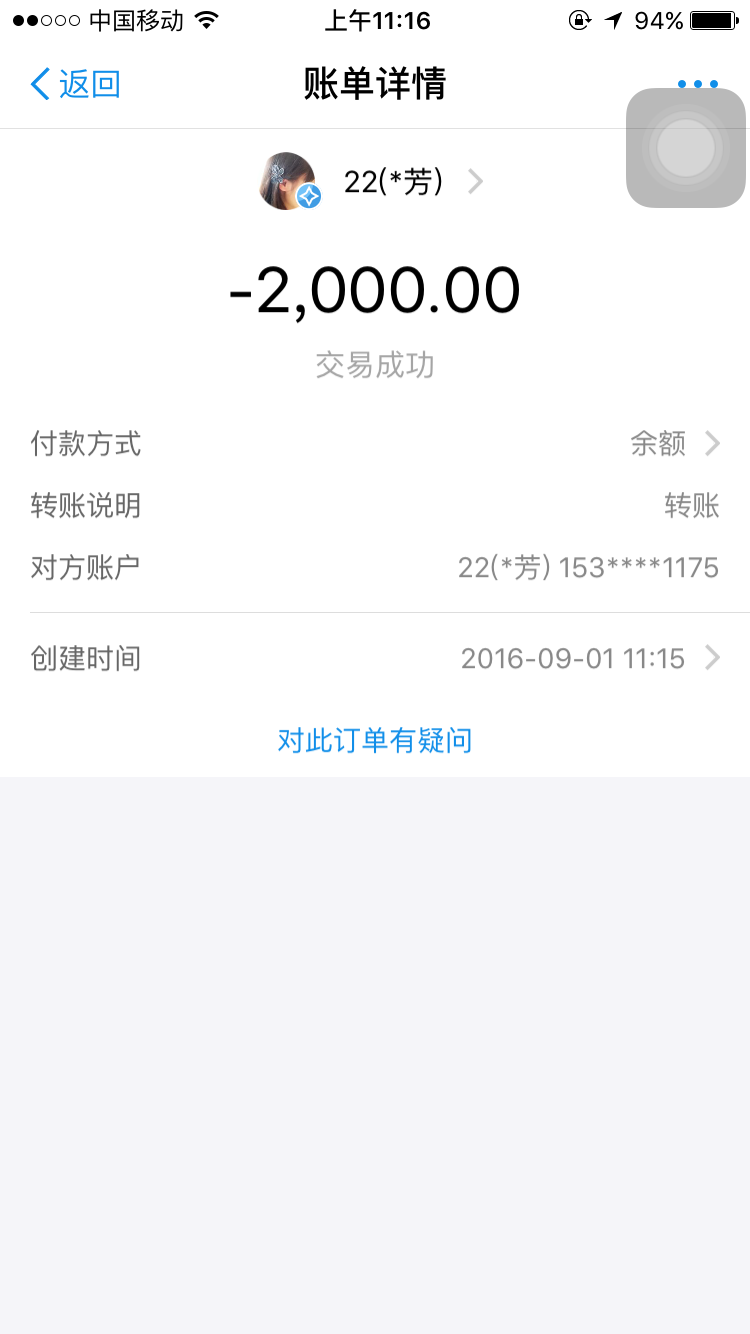 中国移动 上午11:16 94%
返回 账单详情
22(*芳)
-2,000.00
交易成功
付款方式 余额
转账说明 转账
对方账户 22(*芳) 153****1175
创建时间 2016-09-01 11:15
对此订单有疑问